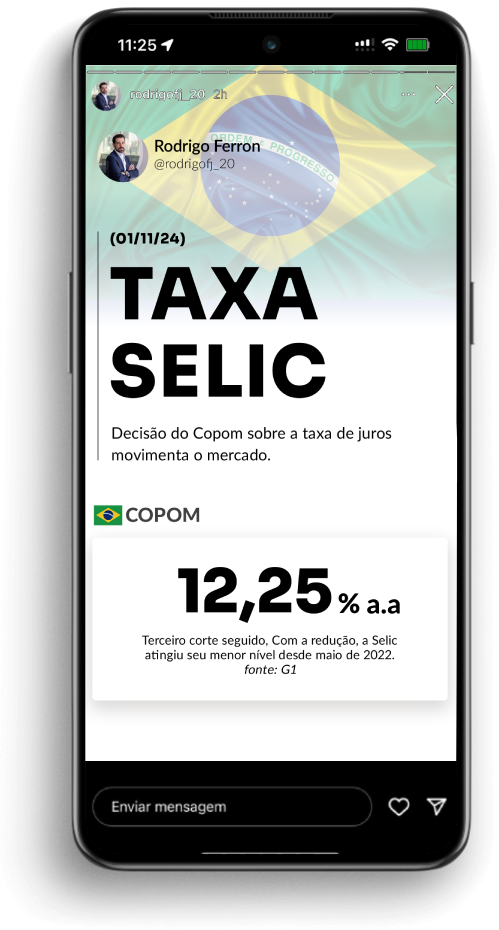 11:25
rodrigofj_20 2h
Rodrigo Ferron
@rodrigofj_20
ORDEM E PROGRESSO
(01/11/24)
TAXA
SELIC
Decisão do Copom sobre a taxa de juros
movimenta o mercado.
COPOM
12,25% a.a
Terceiro corte seguido, Com a redução, a Selic
atingiu seu menor nível desde maio de 2022.
fonte: G1
Enviar mensagem